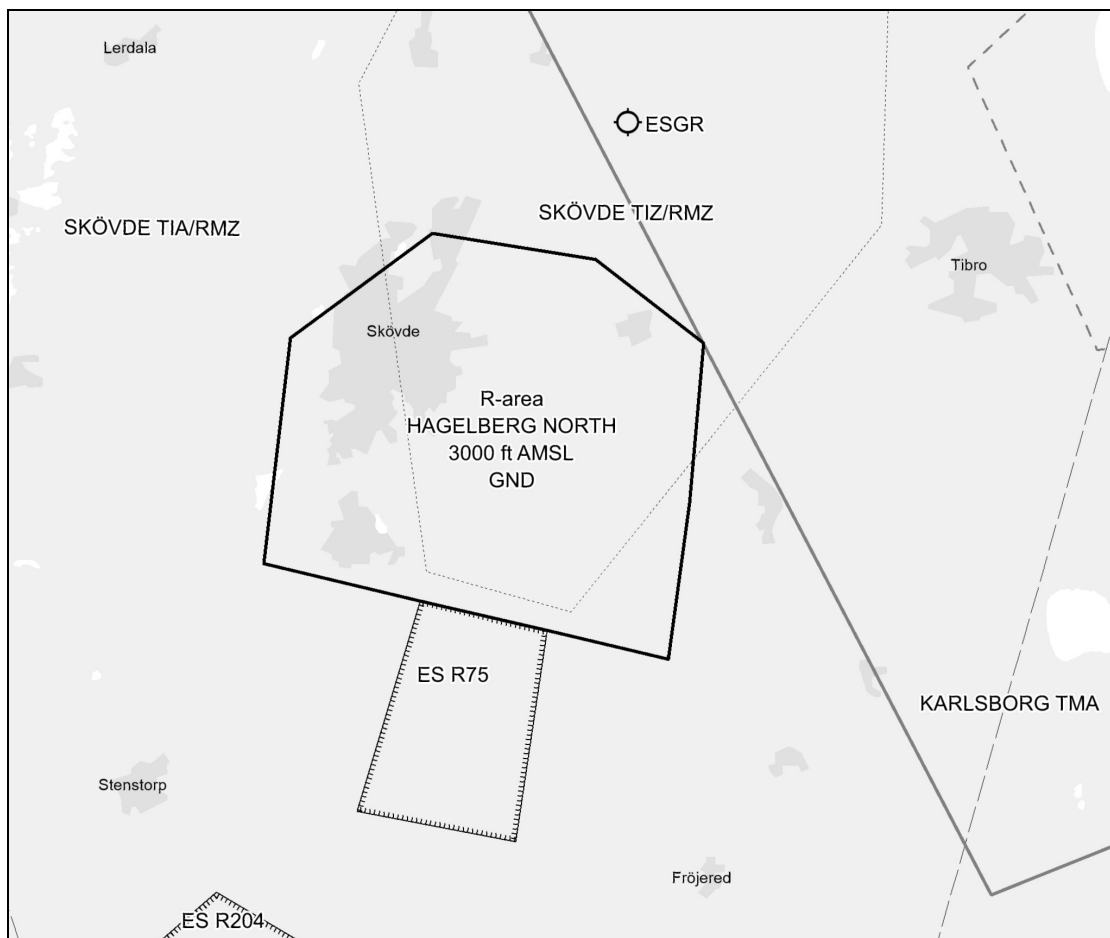 Lerdala
ESGR
SKÖVDE TIZ/RMZ
SKÖVDE TIA/RMZ
Tibro
Skövde
R-area
HAGELBERG NORTH
3000 ft AMSL
GND
ES R75
KARLSBORG TMA
Stenstorp
Fröjered
ES R204